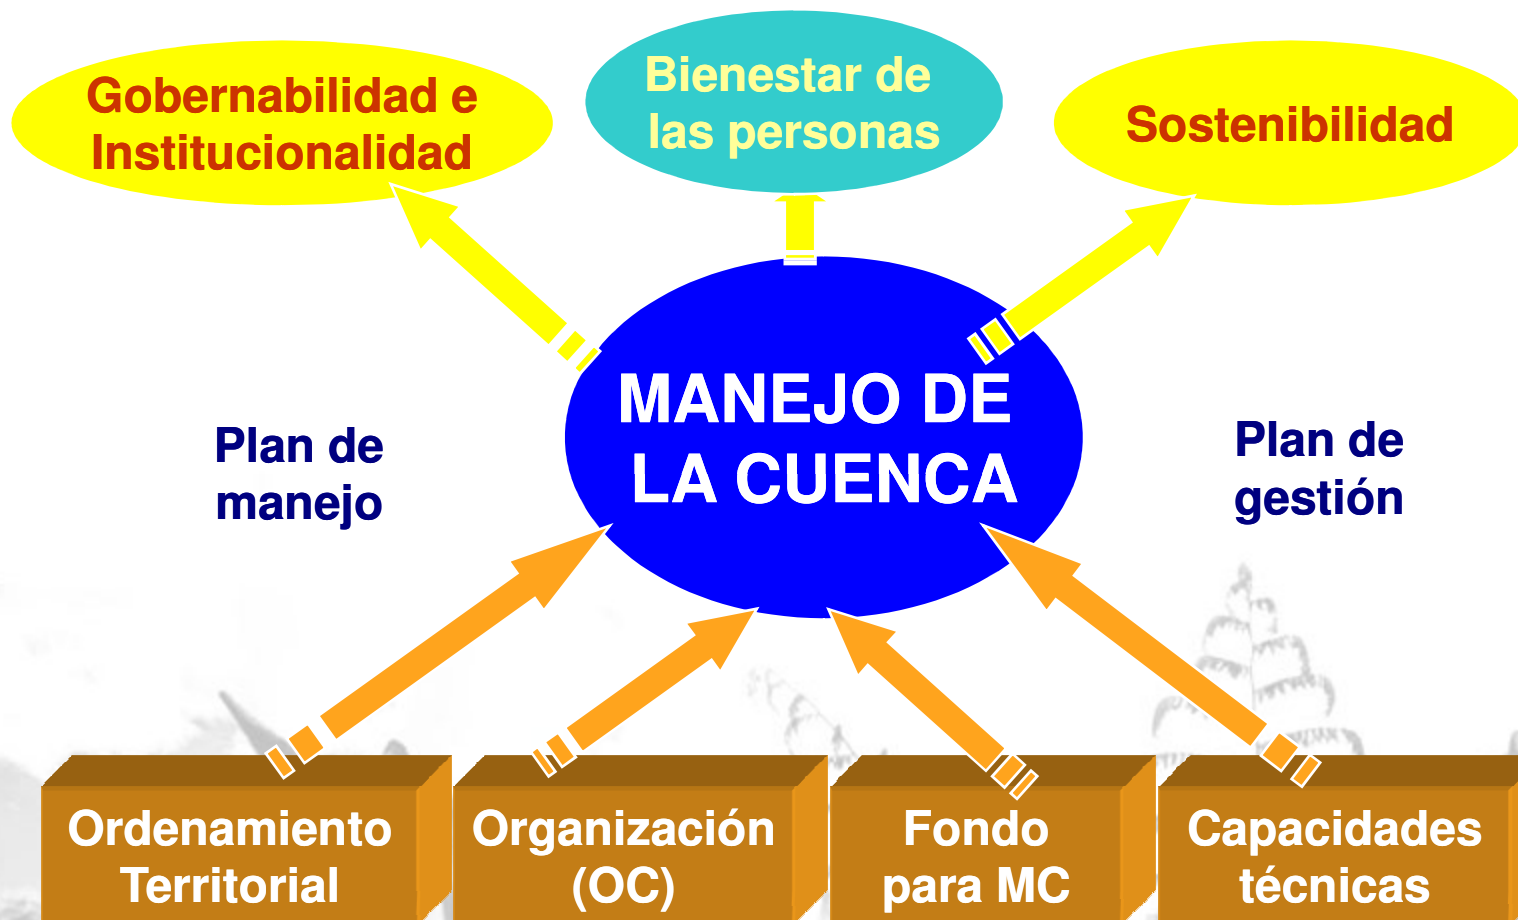 Gobernabilidad e
Institucionalidad
Bienestar de
las personas
Sostenibilidad
MANEJO DE
LA CUENCA
Plan de
manejo
Plan de
gestión
Ordenamiento
Territorial
Organización
(OC)
Fondo
para MC
Capacidades
técnicas